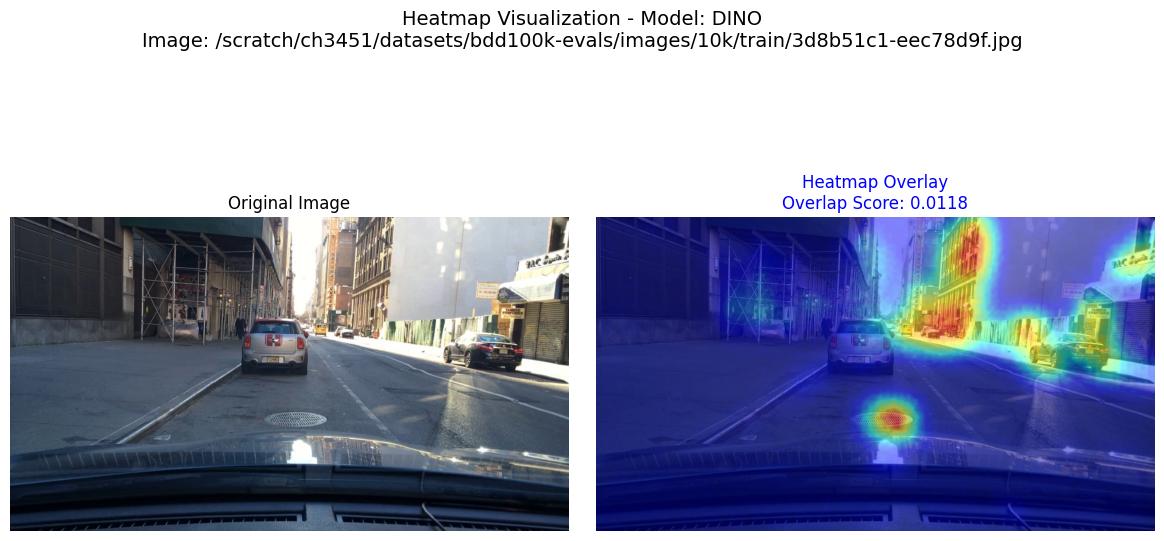 Heatmap Visualization - Model: DINO
Image: /scratch/ch3451/datasets/bdd100k-evals/images/10k/train/3d8b51c1-eec78d9f.jpg
Original Image
Heatmap Overlay
Overlap Score: 0.0118